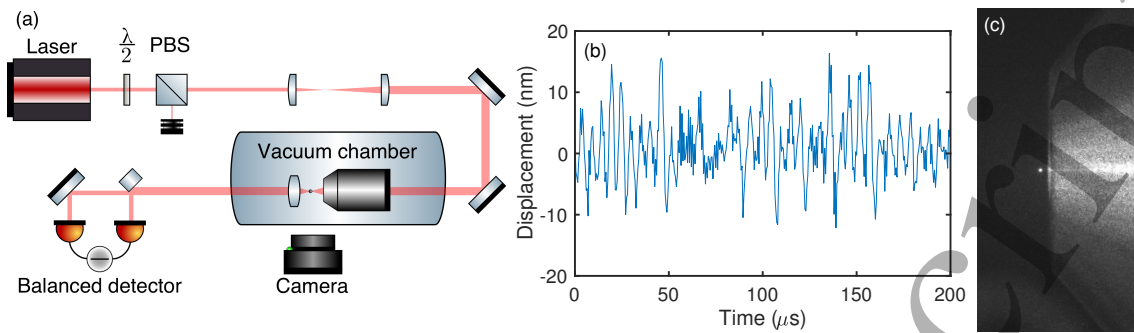 (a)
Laser
λ/2
PBS
Vacuum chamber
Balanced detector
Camera
(b)
Displacement (nm)
20
10
0
-10
-20
0
50
100
150
200
Time (μs)
(c)